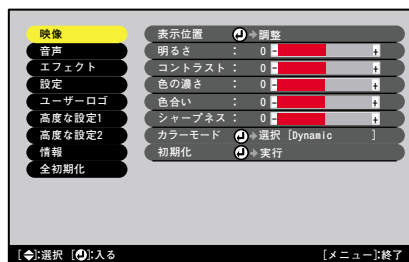 映像
音声
エフェクト
設定
ユーザーロゴ
高度な設定1
高度な設定2
情報
全初期化
表示位置 調整
明るさ : 0 - +
コントラスト : 0 - +
色の濃さ : 0 - +
色合い : 0 - +
シャープネス : 0 - +
カラーモード 選択 [Dynamic ]
初期化 実行
[◆]:選択 [⏎]:入る [メニュー]:終了